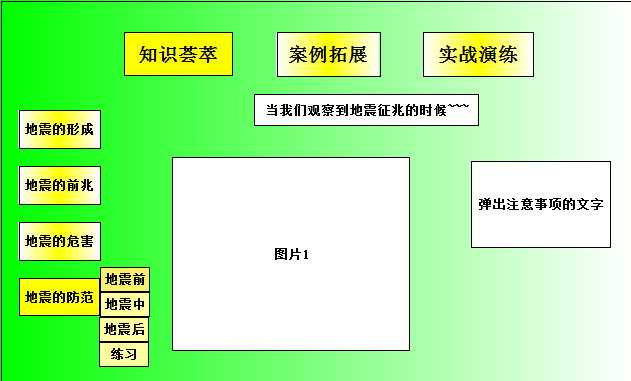 知识荟萃
案例拓展
实战演练
当我们观察到地震征兆的时候~~~
地震的形成
地震的前兆
弹出注意事项的文字
地震的危害
图片1
地震的防范
地震前
地震中
地震后
练习